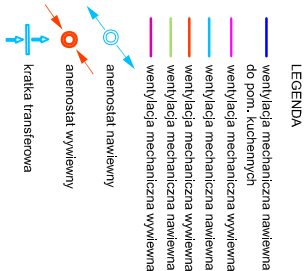 LEGENDA
wentylacja mechaniczna nawiewna
do pom. kuchennych
wentylacja mechaniczna wywiewna
wentylacja mechaniczna nawiewna
wentylacja mechaniczna wywiewna
wentylacja mechaniczna nawiewna
wentylacja mechaniczna wywiewna
anemostat nawiewny
anemostat wywiewny
kratka transferowa